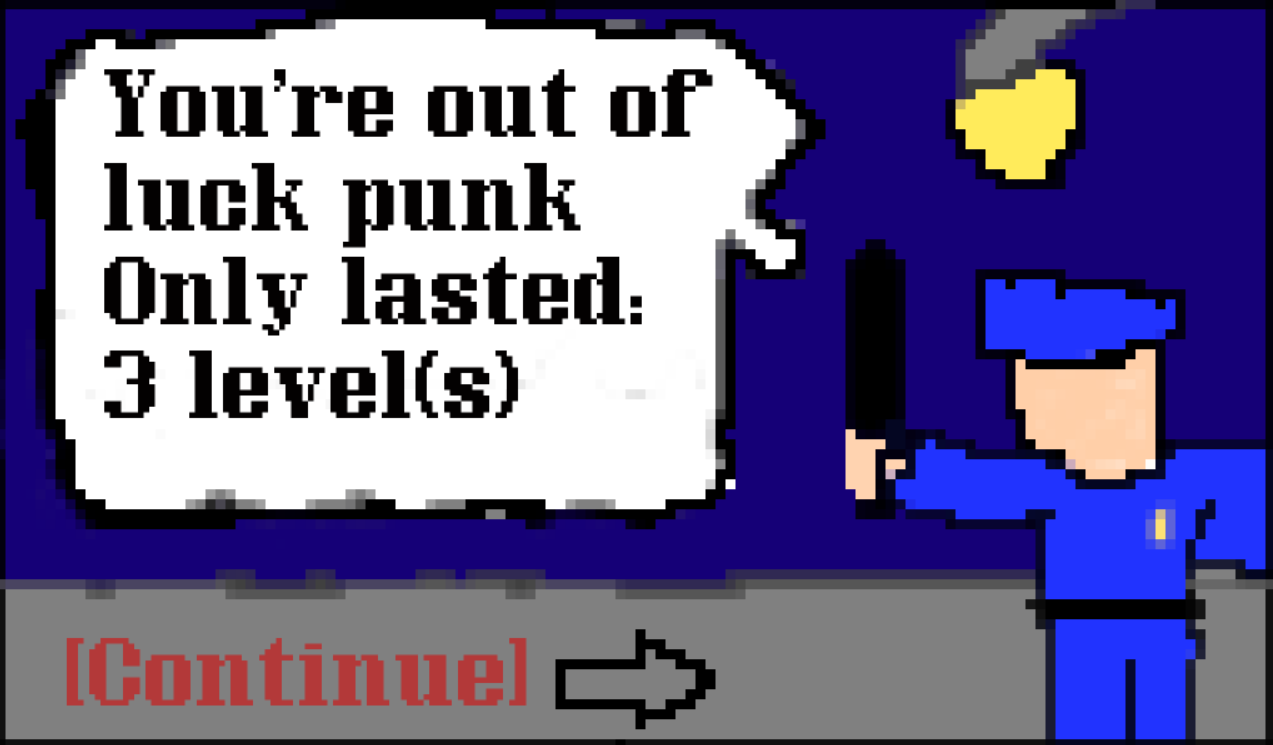 You're out of
luck punk
Only lasted:
3 level(s)
[Continue]